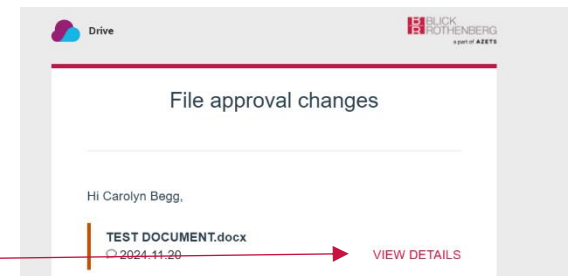 Drive
BLICK
ROTHENBERG
a part of AZETS
File approval changes
Hi Carolyn Begg,
TEST DOCUMENT.docx
2024.11.20
VIEW DETAILS